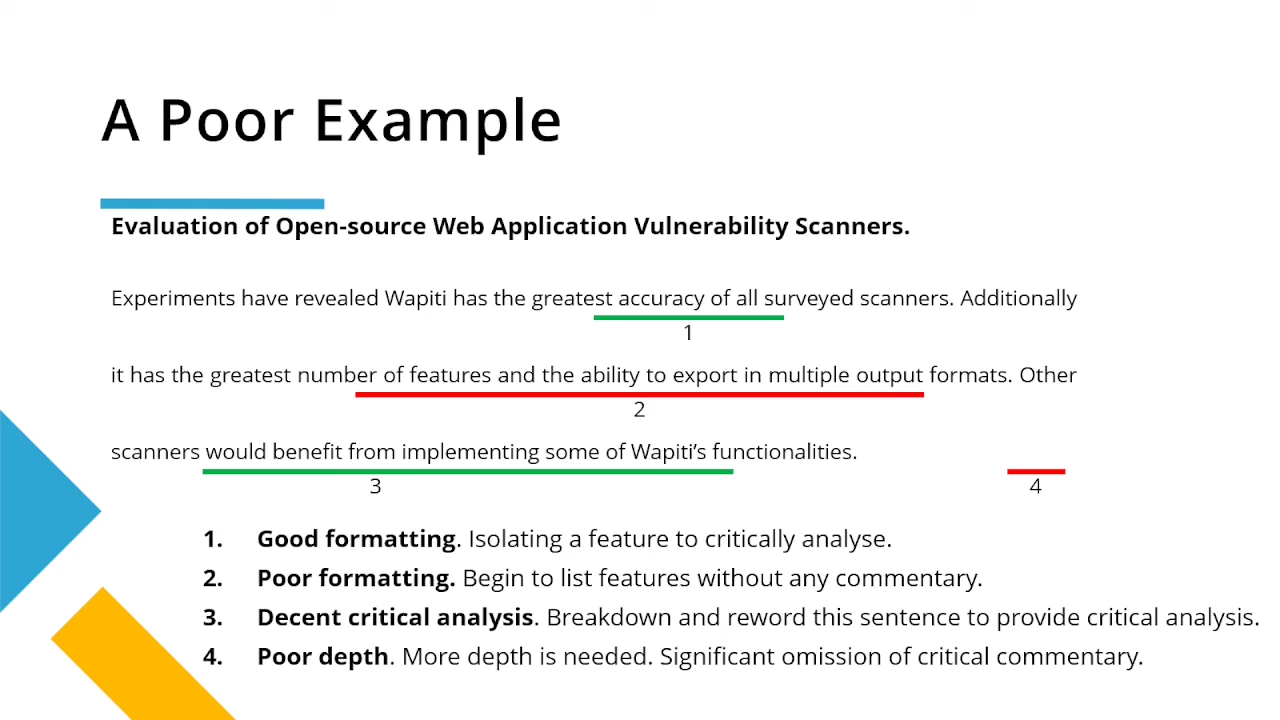 A Poor Example
Evaluation of Open-source Web Application Vulnerability Scanners.
Experiments have revealed Wapiti has the greatest accuracy of all surveyed scanners. Additionally
1
it has the greatest number of features and the ability to export in multiple output formats. Other
2
scanners would benefit from implementing some of Wapiti’s functionalities.
3 4
1. Good formatting. Isolating a feature to critically analyse.
2. Poor formatting. Begin to list features without any commentary.
3. Decent critical analysis. Breakdown and reword this sentence to provide critical analysis.
4. Poor depth. More depth is needed. Significant omission of critical commentary.